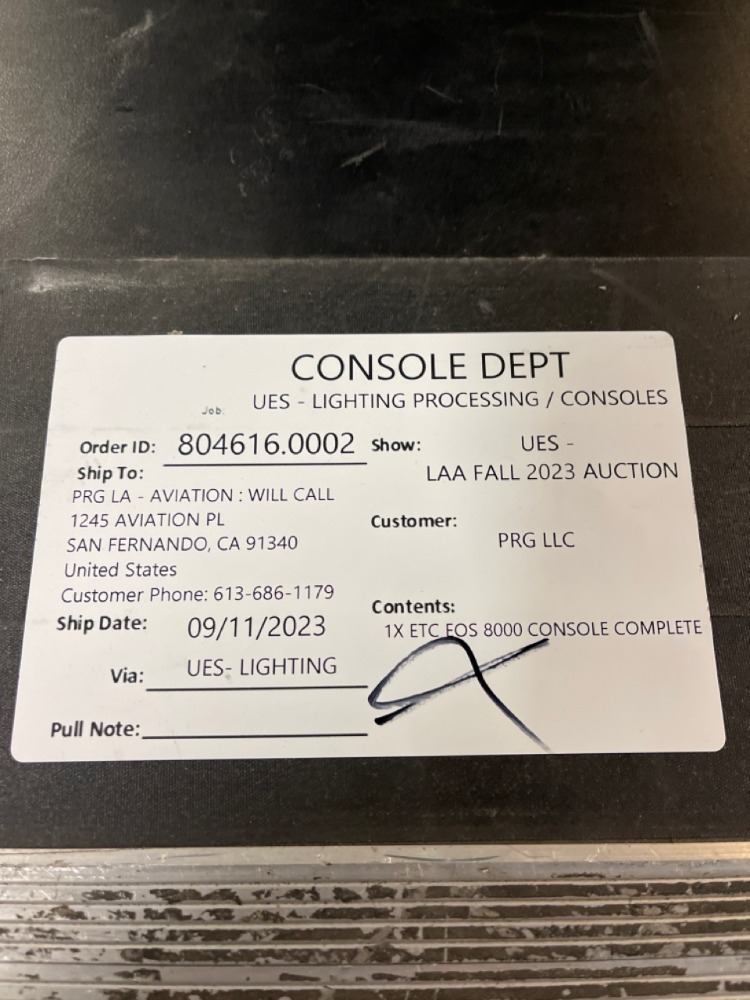 CONSOLE DEPT
UES - LIGHTING PROCESSING / CONSOLES
Job:
Order ID: 804616.0002
Show: UES -
LAA FALL 2023 AUCTION
Ship To:
PRG LA - AVIATION : WILL CALL
1245 AVIATION PL
SAN FERNANDO, CA 91340
United States
Customer Phone: 613-686-1179
Customer:
PRG LLC
Ship Date: 09/11/2023
Contents:
1X ETC EOS 8000 CONSOLE COMPLETE
Via: UES- LIGHTING
Pull Note: